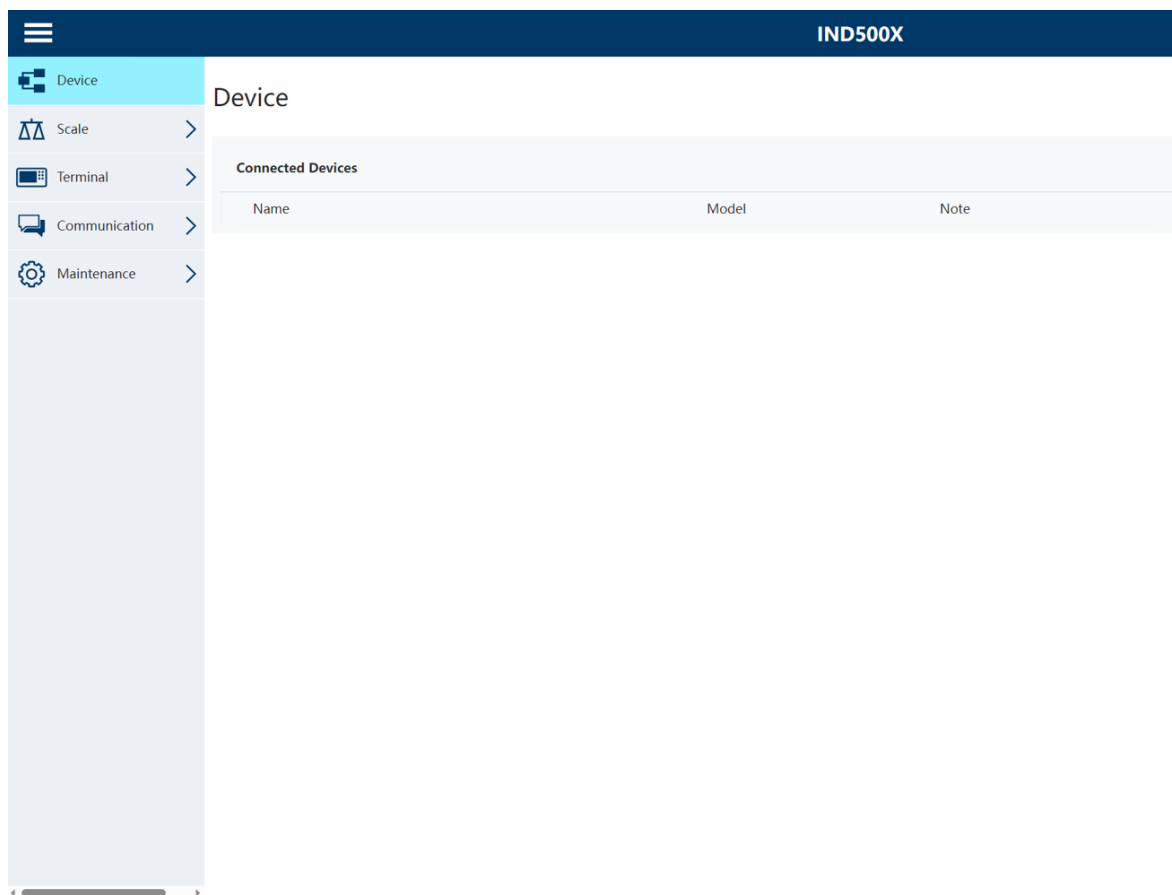 IND500X
Device
Scale
Terminal
Communication
Maintenance
Device
Connected Devices
Name Model Note